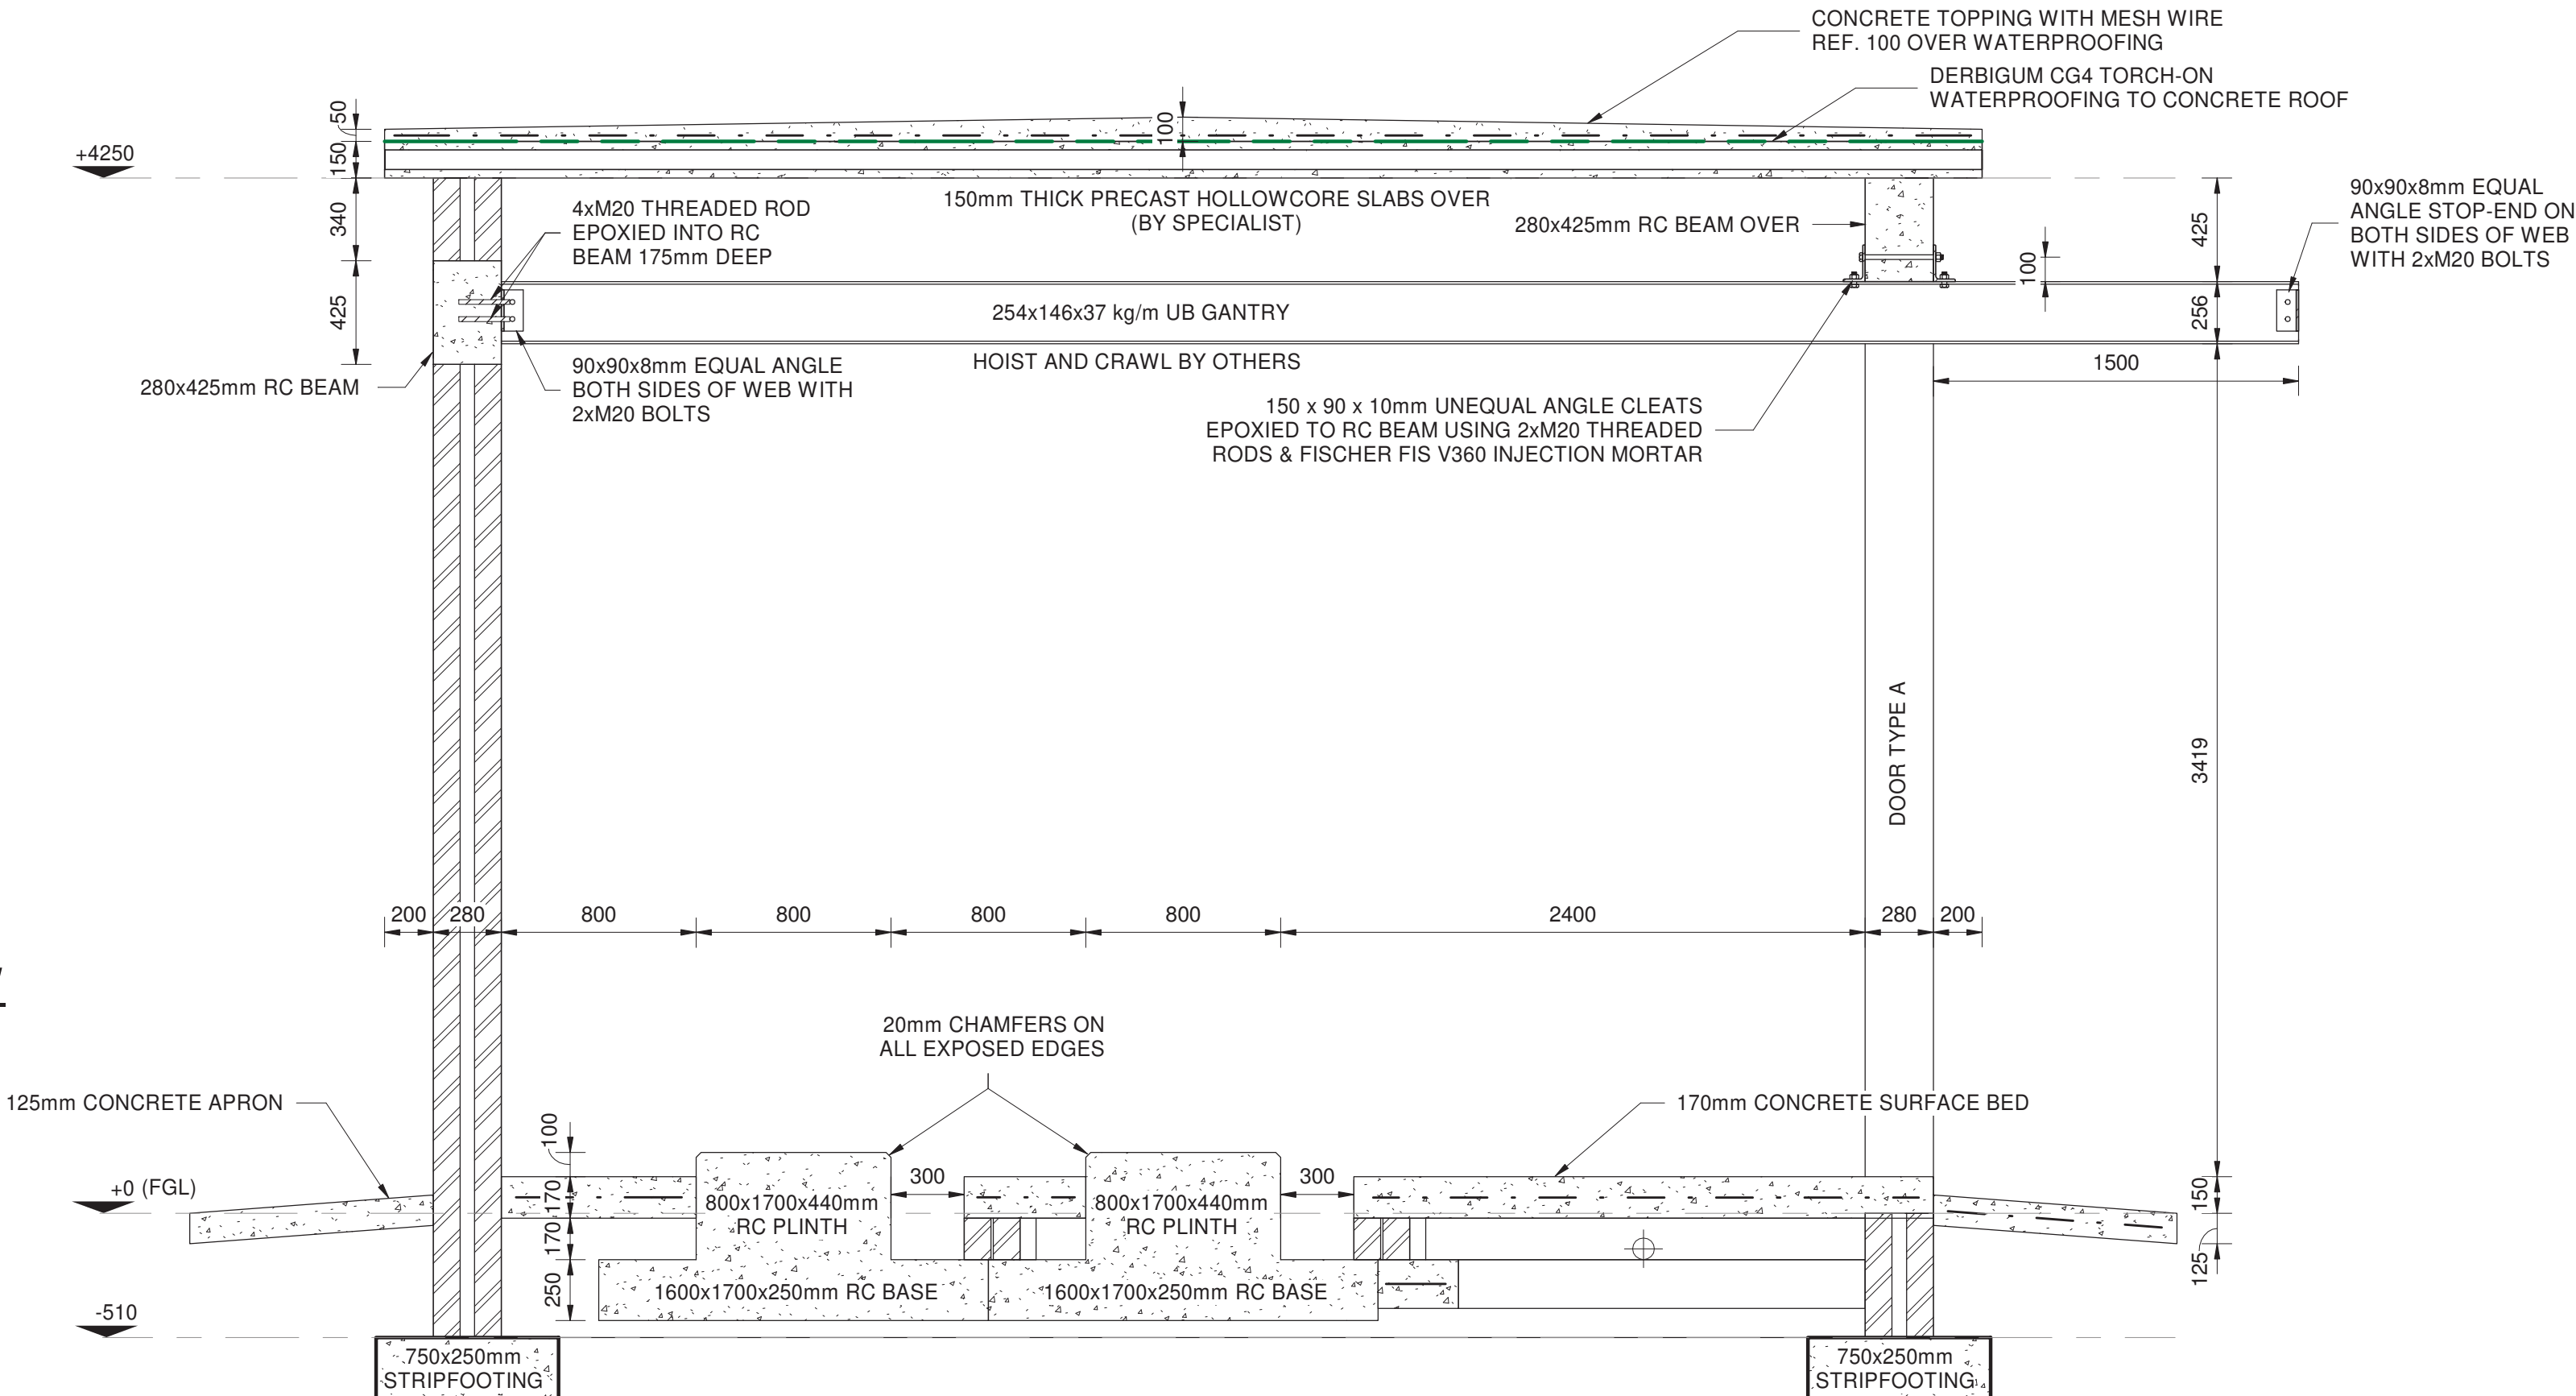 CONCRETE TOPPING WITH MESH WIRE
REF. 100 OVER WATERPROOFING
DERBIGUM CG4 TORCH-ON
WATERPROOFING TO CONCRETE ROOF
50
100
150
+4250
150mm THICK PRECAST HOLLOWCORE SLABS OVER
(BY SPECIALIST)
4xM20 THREADED ROD
EPOXIED INTO RC
BEAM 175mm DEEP
280x425mm RC BEAM OVER
90x90x8mm EQUAL
ANGLE STOP-END ON
BOTH SIDES OF WEB
WITH 2xM20 BOLTS
340
425
100
425
254x146x37 kg/m UB GANTRY
256
HOIST AND CRAWL BY OTHERS
1500
280x425mm RC BEAM
90x90x8mm EQUAL ANGLE
BOTH SIDES OF WEB WITH
2xM20 BOLTS
150 x 90 x 10mm UNEQUAL ANGLE CLEATS
EPOXIED TO RC BEAM USING 2xM20 THREADED
RODS & FISCHER FIS V360 INJECTION MORTAR
DOOR TYPE A
3419
200
280
800
800
800
800
2400
280
200
20mm CHAMFERS ON
ALL EXPOSED EDGES
125mm CONCRETE APRON
170mm CONCRETE SURFACE BED
100
300
300
+0 (FGL)
170
800x1700x440mm
RC PLINTH
800x1700x440mm
RC PLINTH
150
170
125
250
1600x1700x250mm RC BASE
1600x1700x250mm RC BASE
-510
750x250mm
STRIPFOOTING
750x250mm
STRIPFOOTING